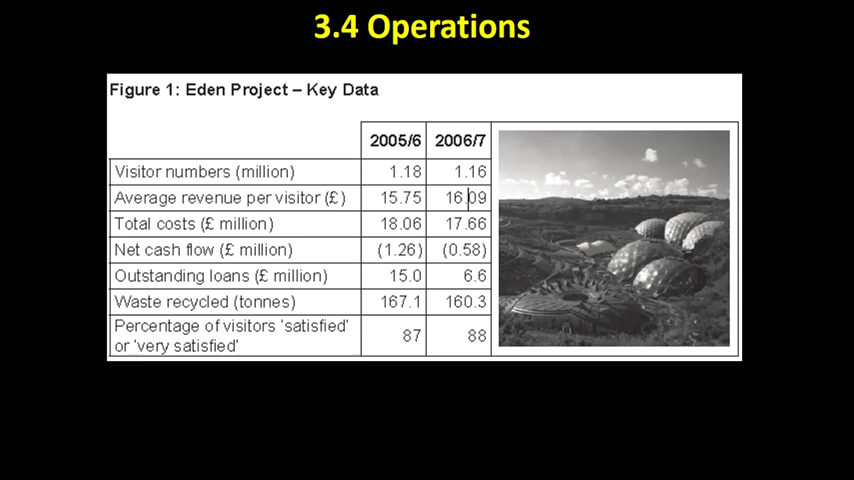 3.4 Operations
Figure 1: Eden Project – Key Data
2005/6 2006/7
Visitor numbers (million) 1.18 1.16
Average revenue per visitor (£) 15.75 16.09
Total costs (£ million) 18.06 17.66
Net cash flow (£ million) (1.26) (0.58)
Outstanding loans (£ million) 15.0 6.6
Waste recycled (tonnes) 167.1 160.3
Percentage of visitors ‘satisfied’
or ‘very satisfied’ 87 88